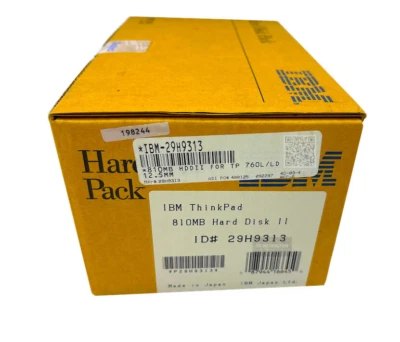 IBM
198244
*IBM-29H9313
*810MB HDDII FOR TP 760L/LD
12.5MM
Hard
Pack
IBM
IBM ThinkPad
810MB Hard Disk II
ID# 29H9313
Made in Japan IBM Japan Ltd.